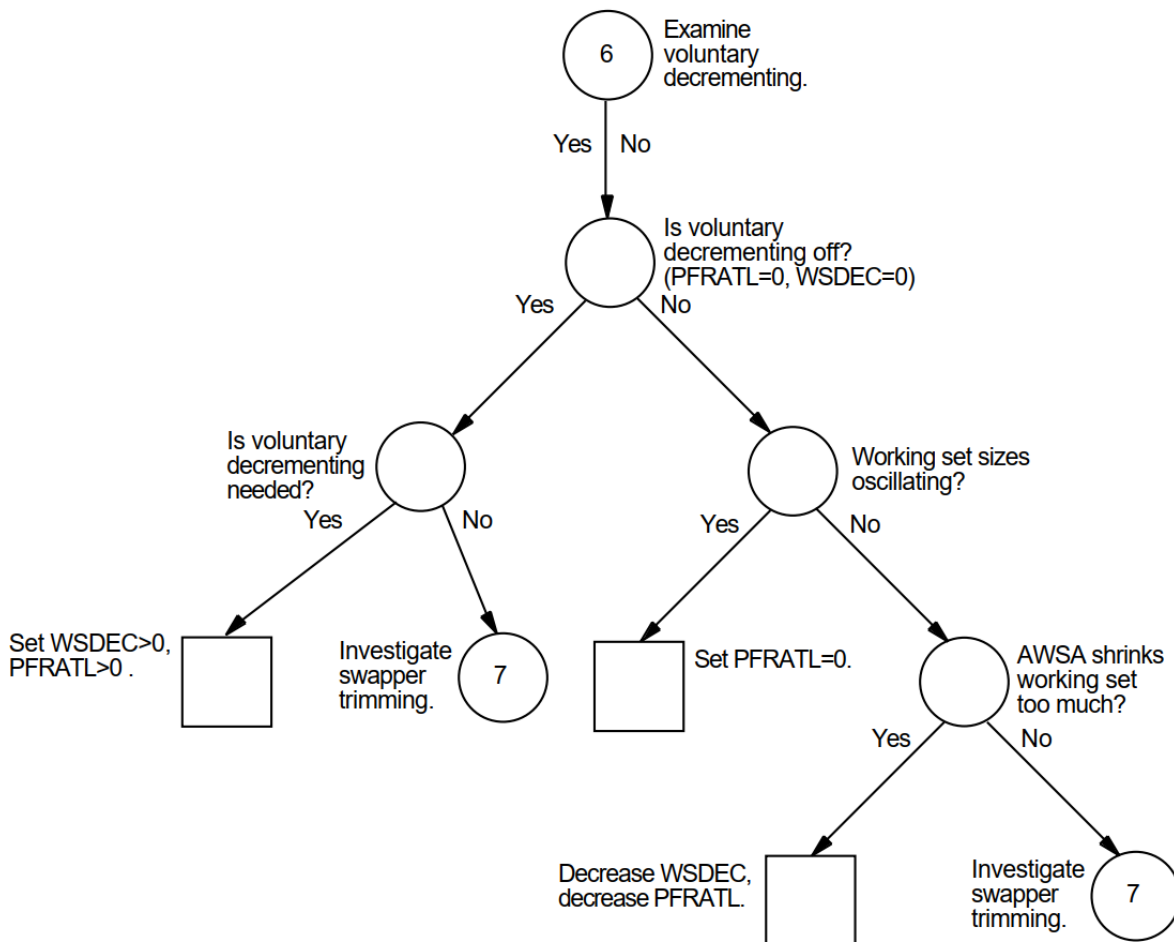 6
Examine
voluntary
decrementing.
Yes
No
Is voluntary
decrementing off?
(PFRATL=0, WSDEC=0)
Yes
No
Is voluntary
decrementing
needed?
Working set sizes
oscillating?
Yes
No
Yes
No
Set WSDEC>0,
PFRATL>0 .
Investigate
swapper
trimming.
7
Set PFRATL=0.
AWSA shrinks
working set
too much?
Yes
No
Decrease WSDEC,
decrease PFRATL.
Investigate
swapper
trimming.
7